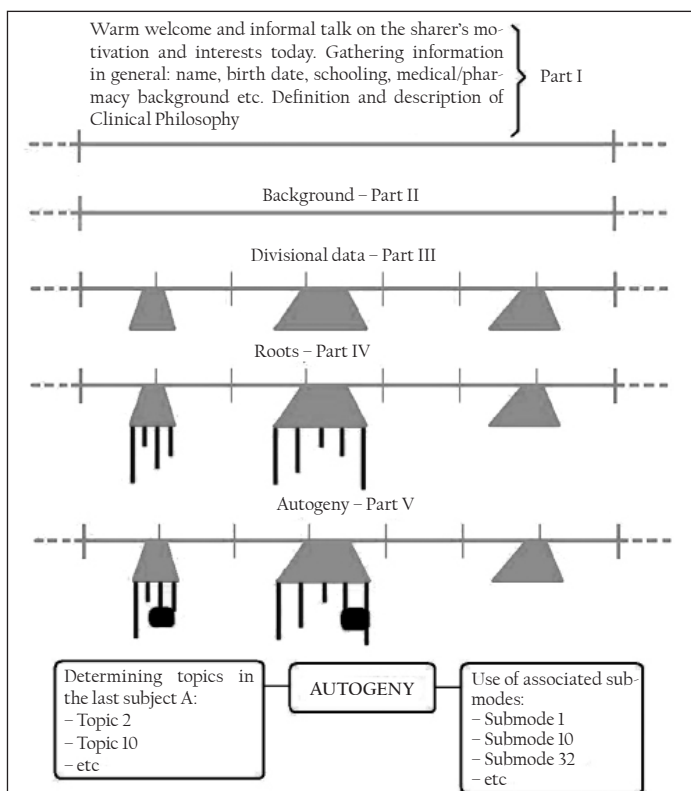 Warm welcome and informal talk on the sharer's mo-
tivation and interests today. Gathering information
in general: name, birth date, schooling, medical/phar-
macy background etc. Definition and description of
Clinical Philosophy
Part I
Background – Part II
Divisional data – Part III
Roots – Part IV
Autogeny – Part V
Determining topics in
the last subject A:
– Topic 2
– Topic 10
– etc
AUTOGENY
Use of associated sub-
modes:
– Submode 1
– Submode 10
– Submode 32
– etc